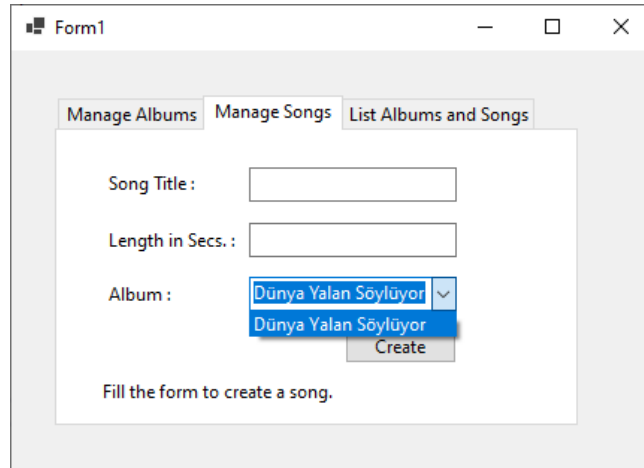 Form1
Manage Albums Manage Songs List Albums and Songs
Song Title :
Length in Secs. :
Album : Dünya Yalan Söylüyor
Dünya Yalan Söylüyor
Create
Fill the form to create a song.